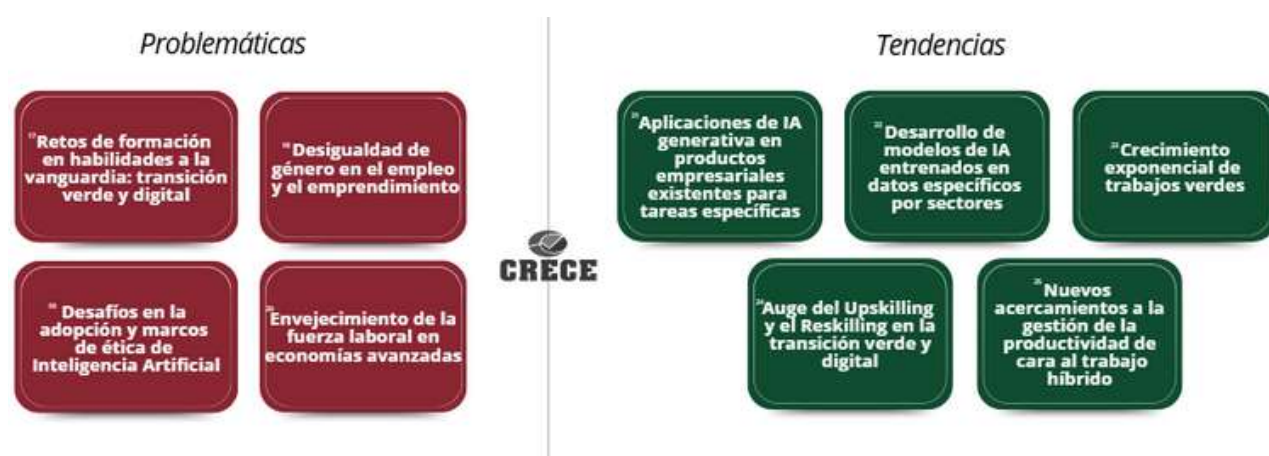 Problemáticas
Retos de formación
en habilidades a la
vanguardia: transición
verde y digital
Desigualdad de
género en el empleo
y el emprendimiento
Desafíos en la
adopción y marcos
de ética de
Inteligencia Artificial
Envejecimiento de la
fuerza laboral en
economías avanzadas
CRECE
Tendencias
Aplicaciones de IA
generativa en
productos
empresariales
existentes para
tareas específicas
Desarrollo de
modelos de IA
entrenados en
datos específicos
por sectores
Crecimiento
exponencial de
trabajos verdes
Auge del Upskilling
y el Reskilling en la
transición verde y
digital
Nuevos
acercamientos a la
gestión de la
productividad de
cara al trabajo
híbrido